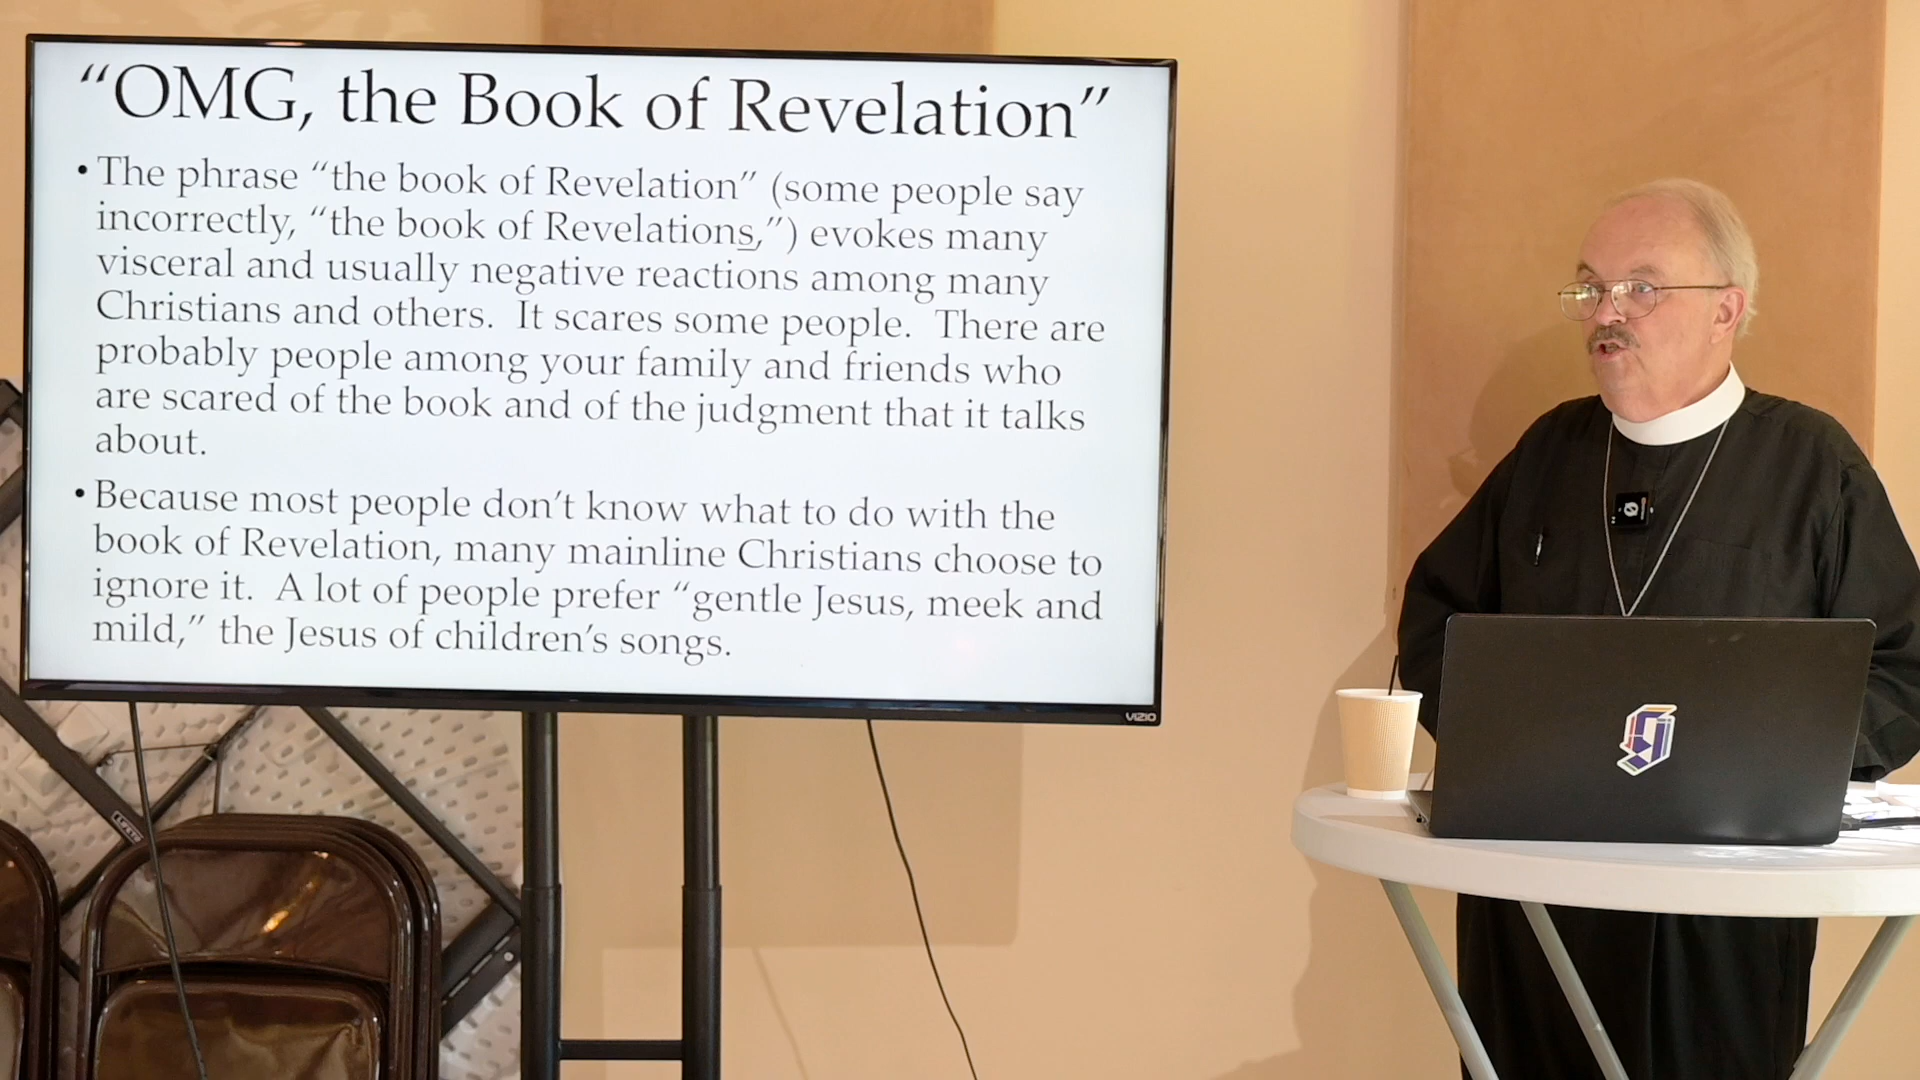 “OMG, the Book of Revelation”
• The phrase “the book of Revelation” (some people say
incorrectly, “the book of Revelations,”) evokes many
visceral and usually negative reactions among many
Christians and others.  It scares some people.  There are
probably people among your family and friends who
are scared of the book and of the judgment that it talks
about.
• Because most people don’t know what to do with the
book of Revelation, many mainline Christians choose to
ignore it.  A lot of people prefer “gentle Jesus, meek and
mild,” the Jesus of children’s songs.
VIZIO